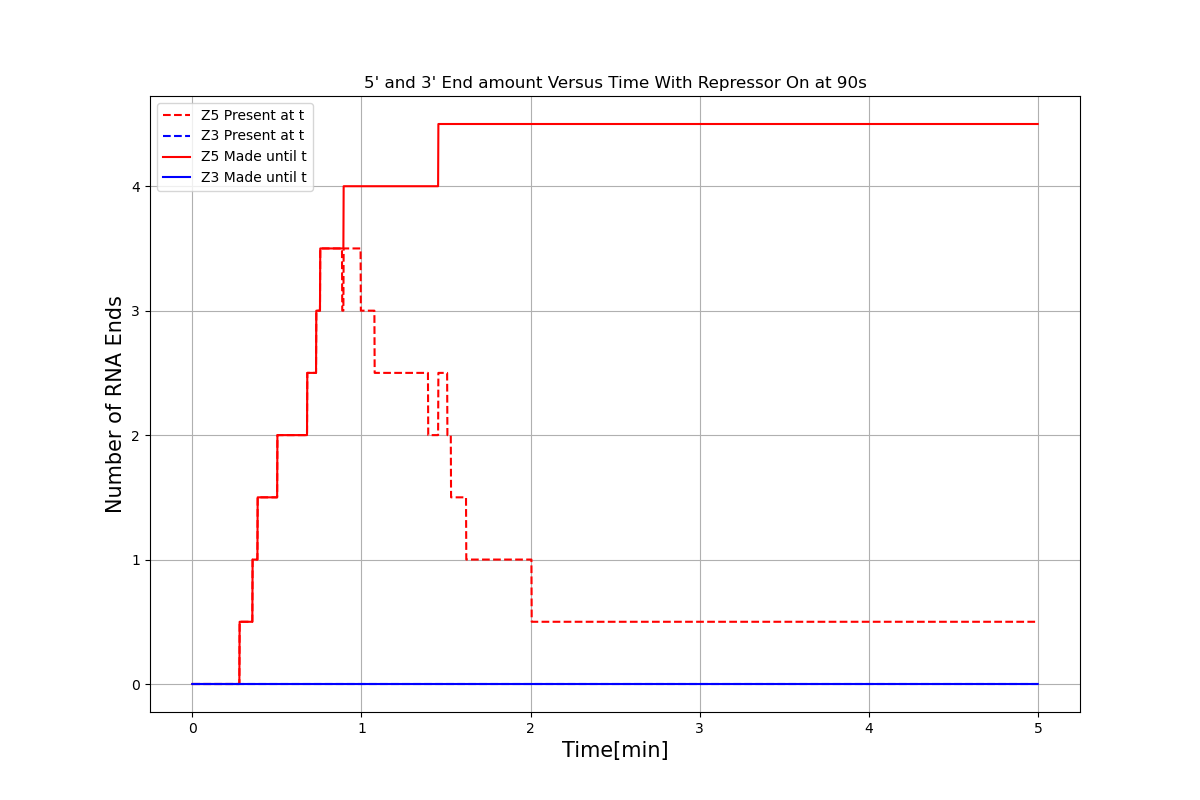 5' and 3' End amount Versus Time With Repressor On at 90s
Z5 Present at t
Z3 Present at t
Z5 Made until t
Z3 Made until t
Number of RNA Ends
4
3
2
1
0
0 1 2 3 4 5
Time[min]